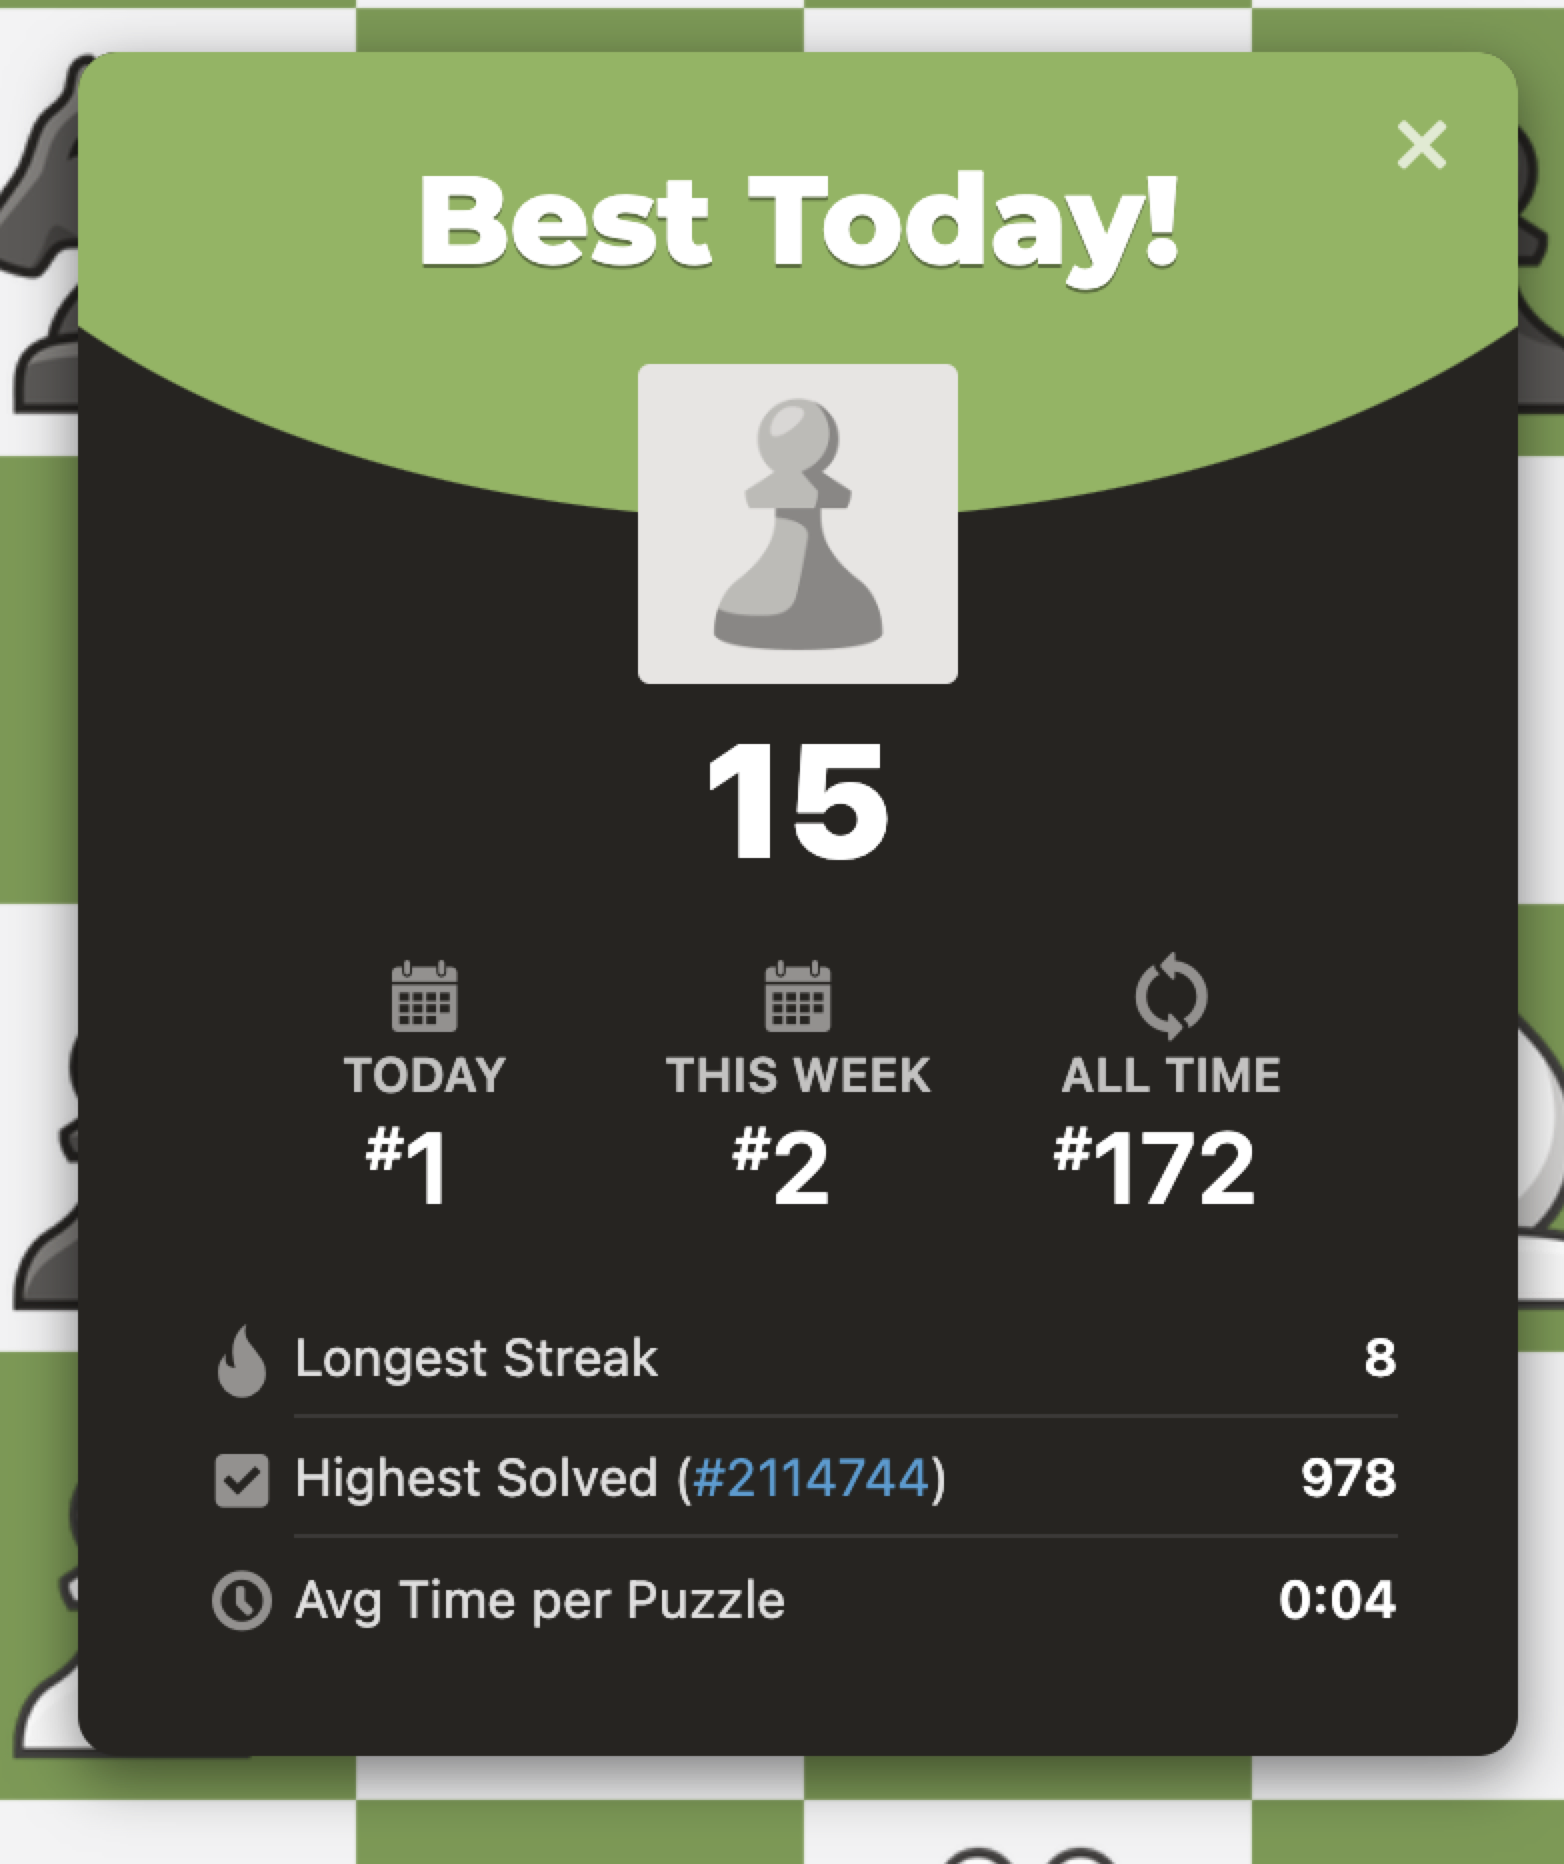 Best Today!
15
TODAY THIS WEEK ALL TIME
#1 #2 #172
Longest Streak 8
Highest Solved (#2114744) 978
Avg Time per Puzzle 0:04